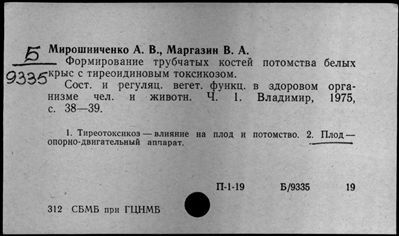 Б
9335
Мирошниченко А. В., Маргазин В. А.
Формирование трубчатых костей потомства белых
крыс с тиреоидиновым токсикозом.
Сост. и регуляц. вегет. функц. в здоровом орга-
низме чел. и животн. Ч. 1. Владимир, 1975,
с. 38—39.
1. Тиреотоксикоз — влияние на плод и потомство. 2. Плод —
опорно-двигательный аппарат.
П-1-19 Б/9335 19
312 СБМБ при ГЦНМБ